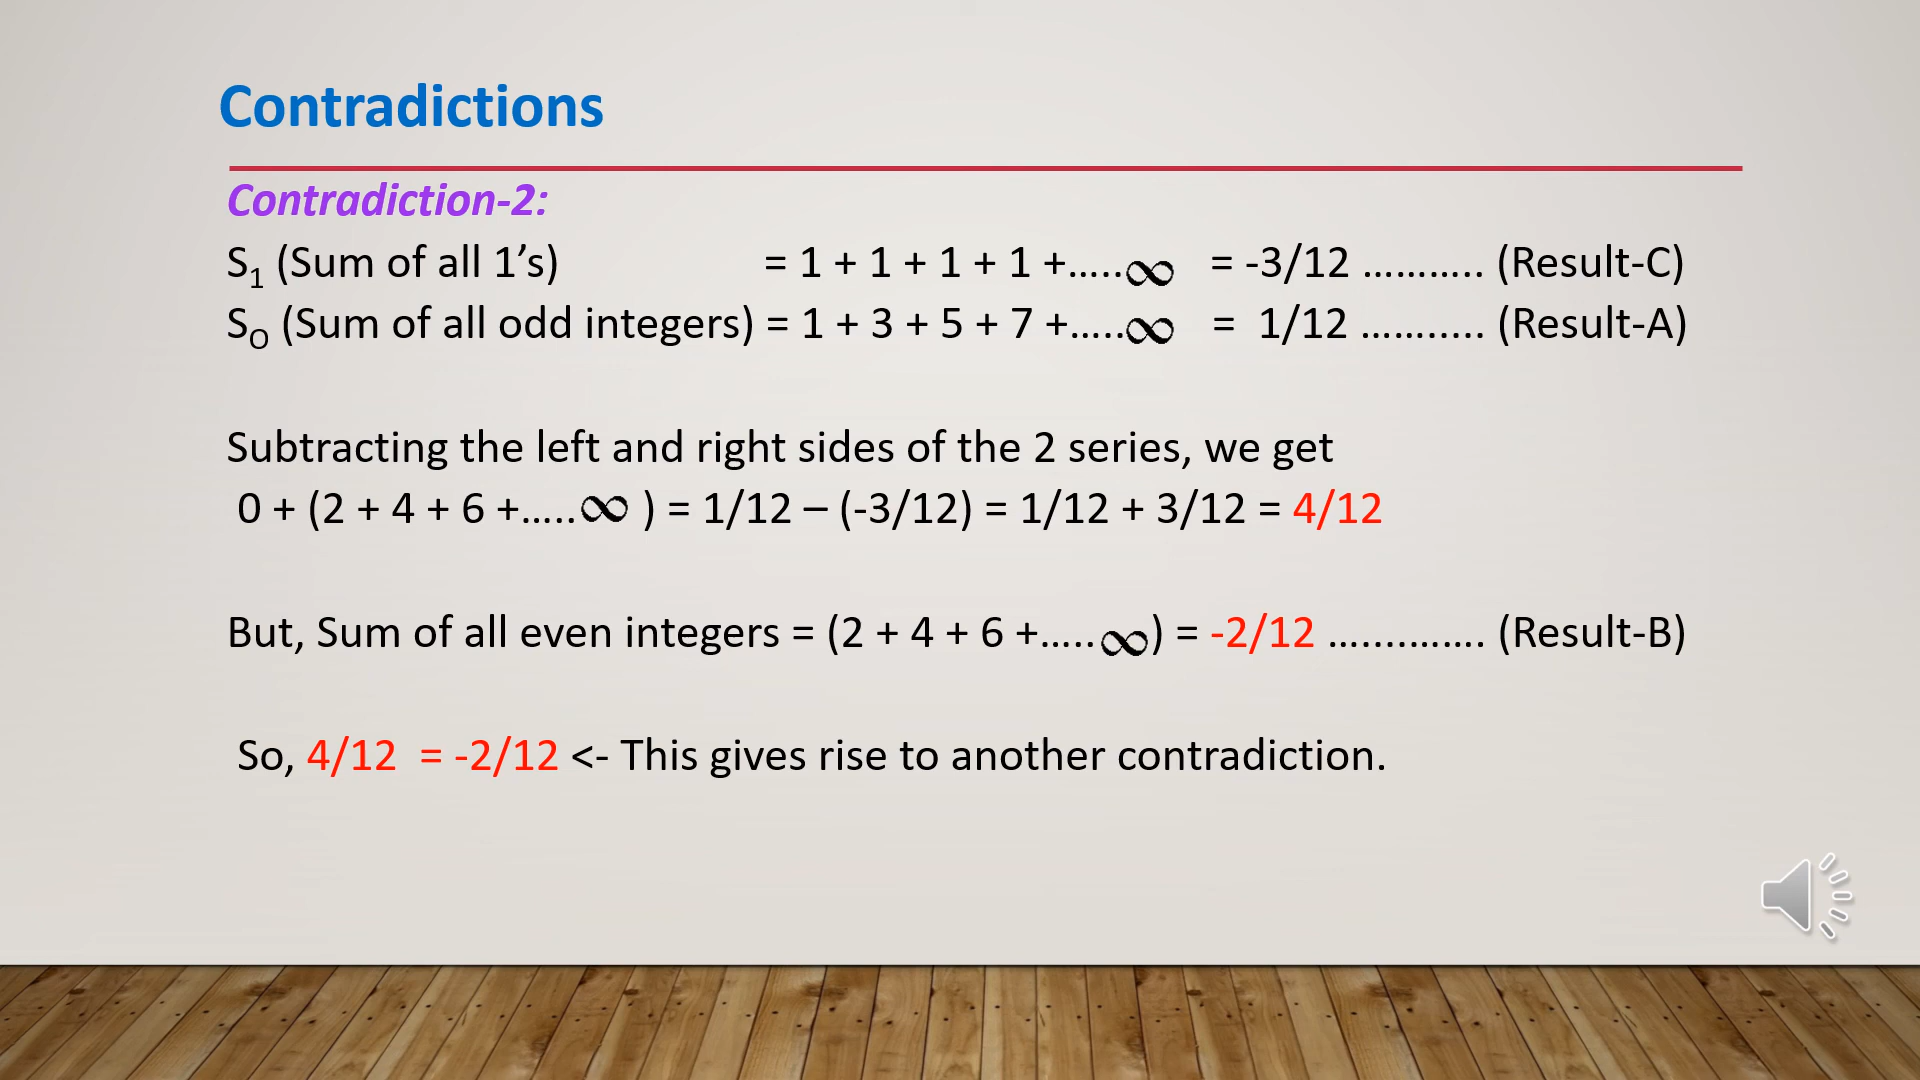 Contradictions
Contradiction-2:
S₁ (Sum of all 1’s) = 1 + 1 + 1 + 1 +…..∞ = -3/12 ……….. (Result-C)
Sₒ (Sum of all odd integers) = 1 + 3 + 5 + 7 +…..∞ = 1/12 ……..... (Result-A)
Subtracting the left and right sides of the 2 series, we get
0 + (2 + 4 + 6 +…..∞ ) = 1/12 – (-3/12) = 1/12 + 3/12 = 4/12
But, Sum of all even integers = (2 + 4 + 6 +…..∞) = -2/12 …...……. (Result-B)
So, 4/12 = -2/12 <- This gives rise to another contradiction.